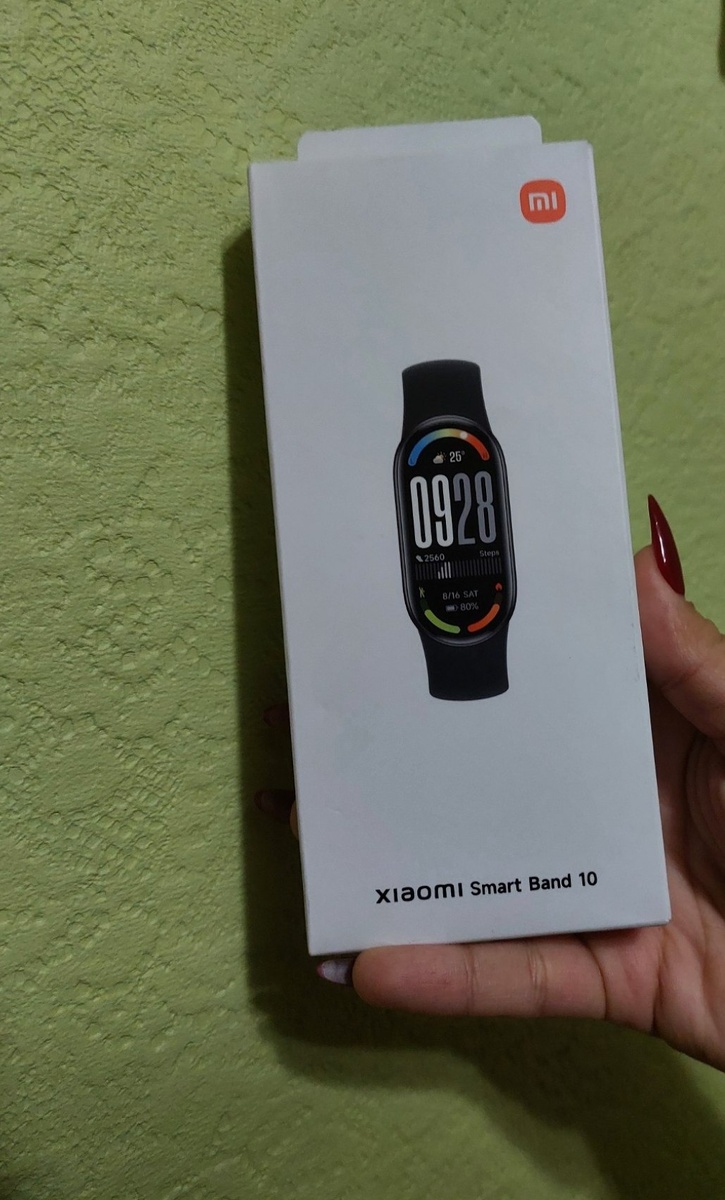 mi
25°
0928
2560 Steps
8/16 SAT
80%
xiaomi Smart Band 10